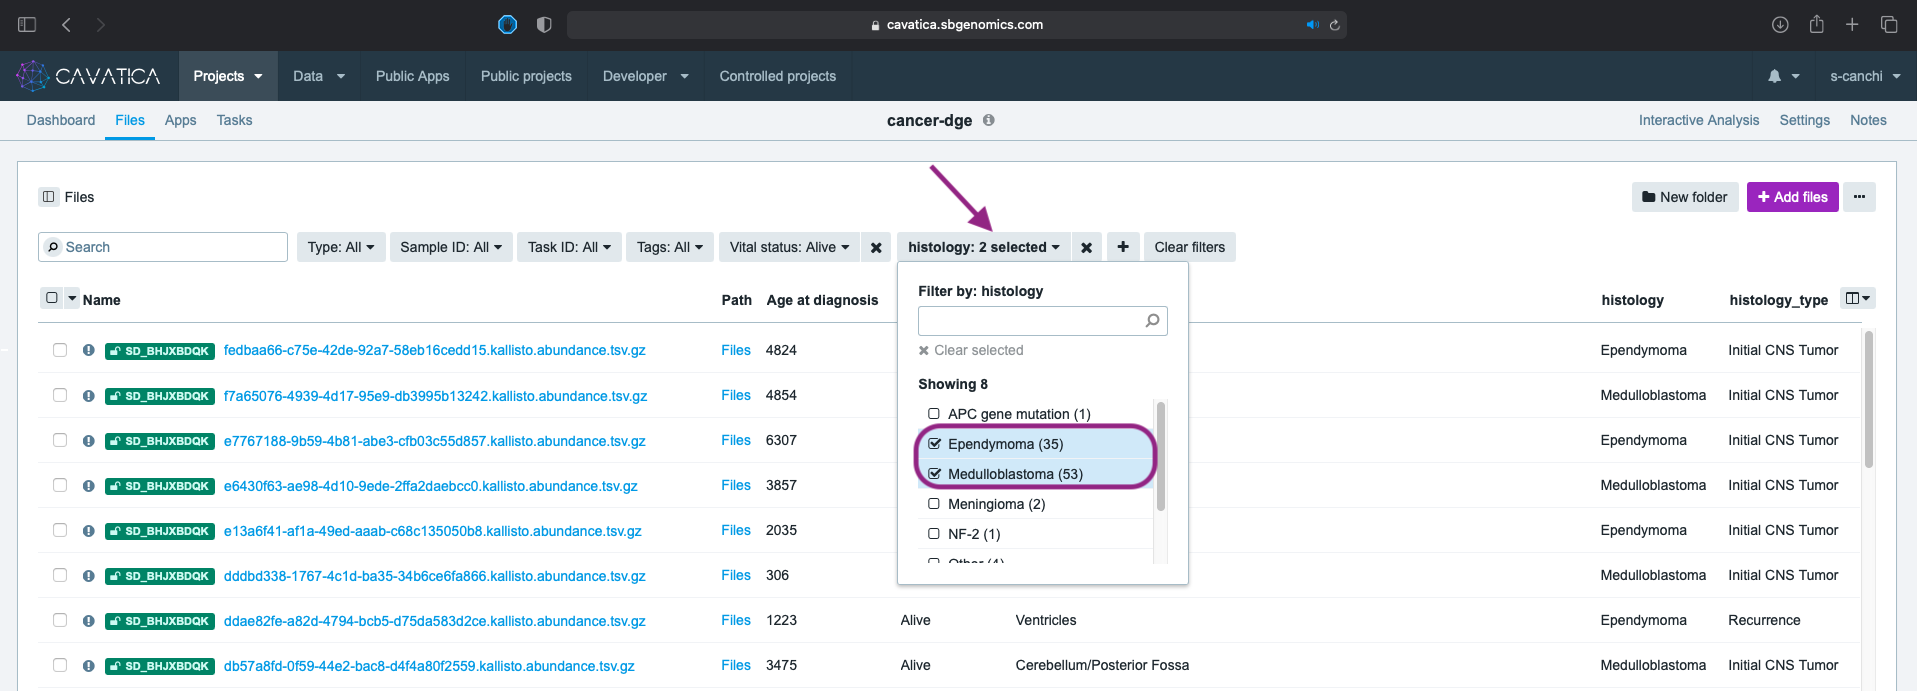 cavatica.sbgenomics.com
CAVATICA Projects Data Public Apps Public projects Developer Controlled projects s-canchi
Dashboard Files Apps Tasks cancer-dge Interactive Analysis Settings Notes
Files New folder Add files
Search Type: All Sample ID: All Task ID: All Tags: All Vital status: Alive histology: 2 selected Clear filters
Name Path Age at diagnosis histology histology_type
Filter by: histology
Clear selected
Showing 8
APC gene mutation (1)
Ependymoma (35)
Medulloblastoma (53)
Meningioma (2)
NF-2 (1)
Other (4)
SD_BHJXBDQK fedbaa66-c75e-42de-92a7-58eb16cedd15.kallisto.abundance.tsv.gz Files 4824 Ependymoma Initial CNS Tumor
SD_BHJXBDQK f7a65076-4939-4d17-95e9-db3995b13242.kallisto.abundance.tsv.gz Files 4854 Medulloblastoma Initial CNS Tumor
SD_BHJXBDQK e7767188-9b59-4b81-abe3-cfb03c55d857.kallisto.abundance.tsv.gz Files 6307 Ependymoma Initial CNS Tumor
SD_BHJXBDQK e6430f63-ae98-4d10-9ede-2ffa2daebcc0.kallisto.abundance.tsv.gz Files 3857 Medulloblastoma Initial CNS Tumor
SD_BHJXBDQK e13a6f41-af1a-49ed-aaab-c68c135050b8.kallisto.abundance.tsv.gz Files 2035 Ependymoma Initial CNS Tumor
SD_BHJXBDQK dddbd338-1767-4c1d-ba35-34b6ce6fa866.kallisto.abundance.tsv.gz Files 306 Medulloblastoma Initial CNS Tumor
SD_BHJXBDQK ddae82fe-a82d-4794-bcb5-d75da583d2ce.kallisto.abundance.tsv.gz Files 1223 Alive Ventricles Ependymoma Recurrence
SD_BHJXBDQK db57a8fd-0f59-44e2-bac8-d4f4a80f2559.kallisto.abundance.tsv.gz Files 3475 Alive Cerebellum/Posterior Fossa Medulloblastoma Initial CNS Tumor